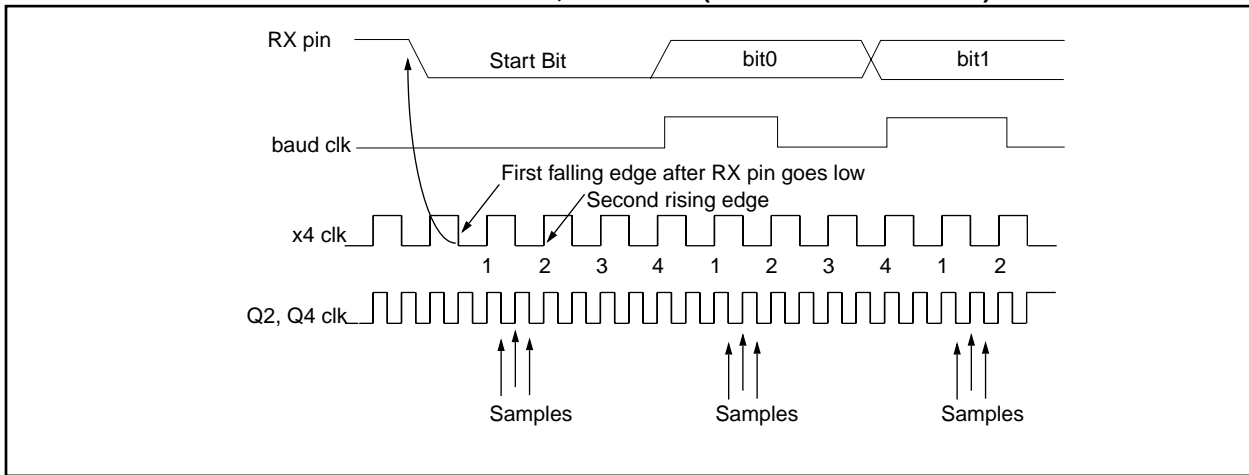 RX pin
Start Bit
bit0
bit1
baud clk
First falling edge after RX pin goes low
Second rising edge
x4 clk
1 2 3 4 1 2 3 4 1 2
Q2, Q4 clk
Samples
Samples
Samples